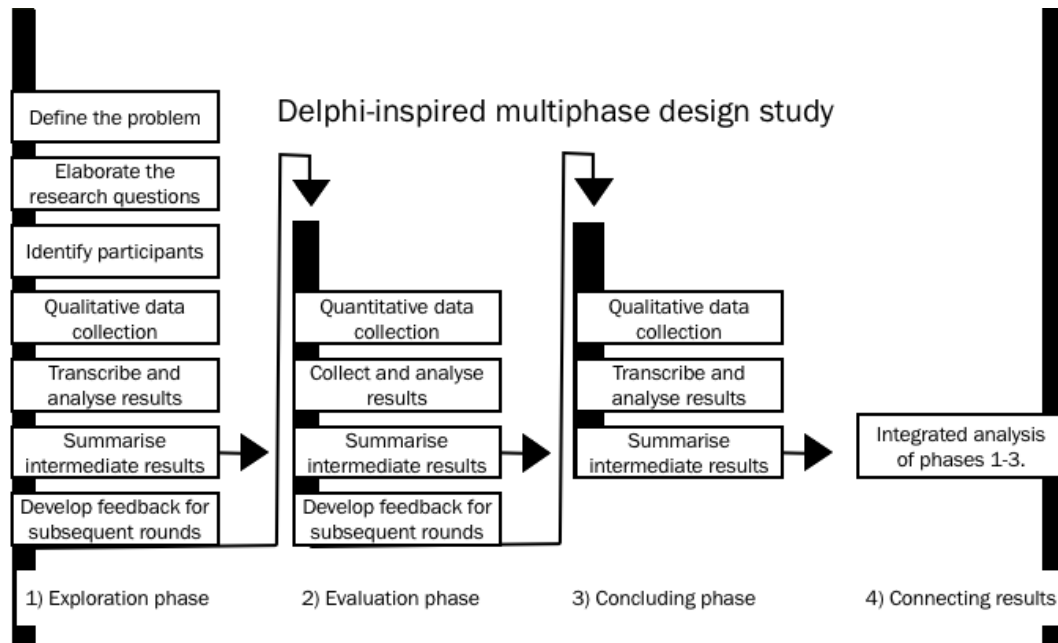 Delphi-inspired multiphase design study
Define the problem
Elaborate the
research questions
Identify participants
Qualitative data
collection
Transcribe and
analyse results
Summarise
intermediate results
Develop feedback for
subsequent rounds
1) Exploration phase
Quantitative data
collection
Collect and analyse
results
Summarise
intermediate results
Develop feedback for
subsequent rounds
2) Evaluation phase
Qualitative data
collection
Transcribe and
analyse results
Summarise
intermediate results
3) Concluding phase
Integrated analysis
of phases 1-3.
4) Connecting results